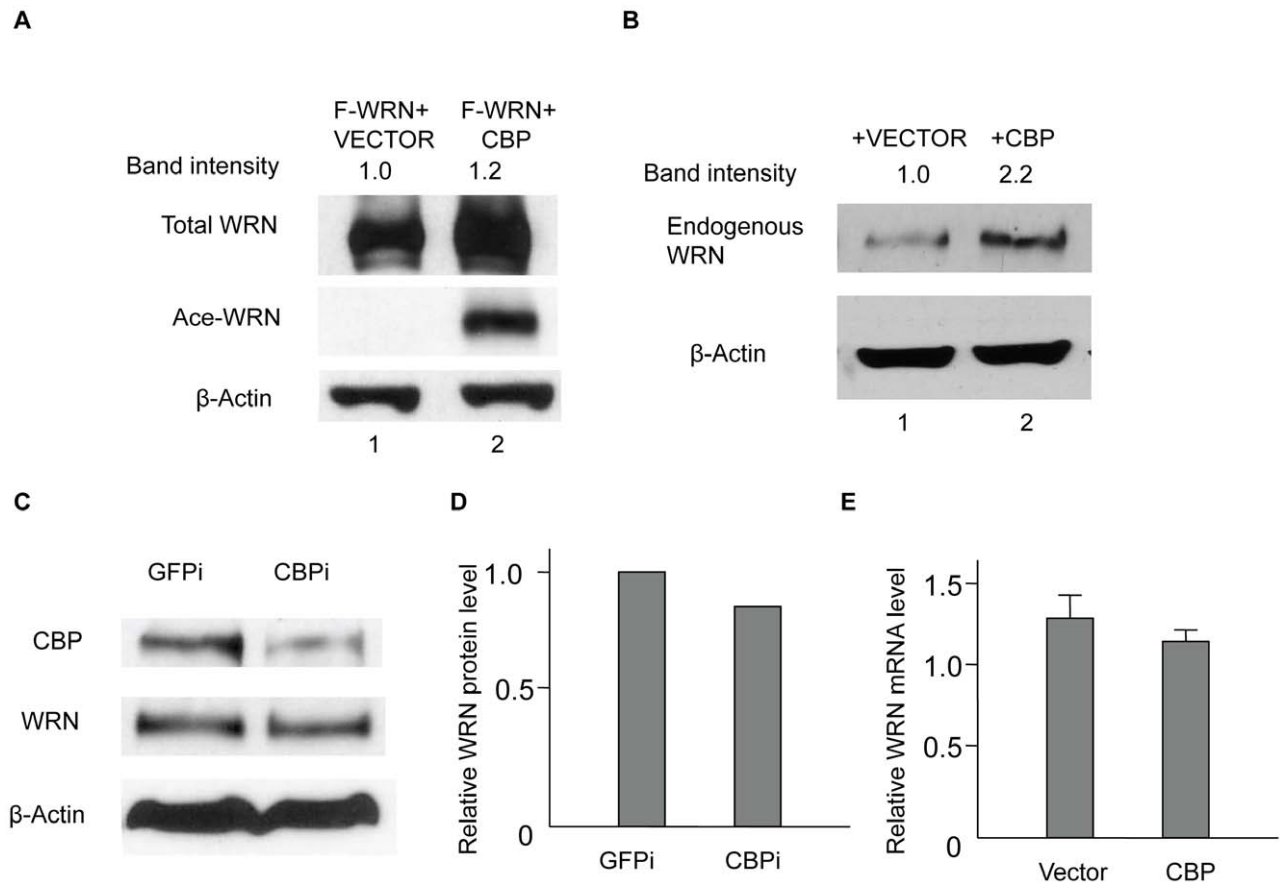 A
F-WRN+ F-WRN+
VECTOR CBP
Band intensity 1.0 1.2
Total WRN
Ace-WRN
β-Actin
1 2
B
+VECTOR +CBP
Band intensity 1.0 2.2
Endogenous
WRN
β-Actin
1 2
C
GFPi CBPi
CBP
WRN
β-Actin
D
Relative WRN protein level
1.0
0.5
0
GFPi CBPi
E
Relative WRN mRNA level
1.5
1.0
0.5
0
Vector CBP